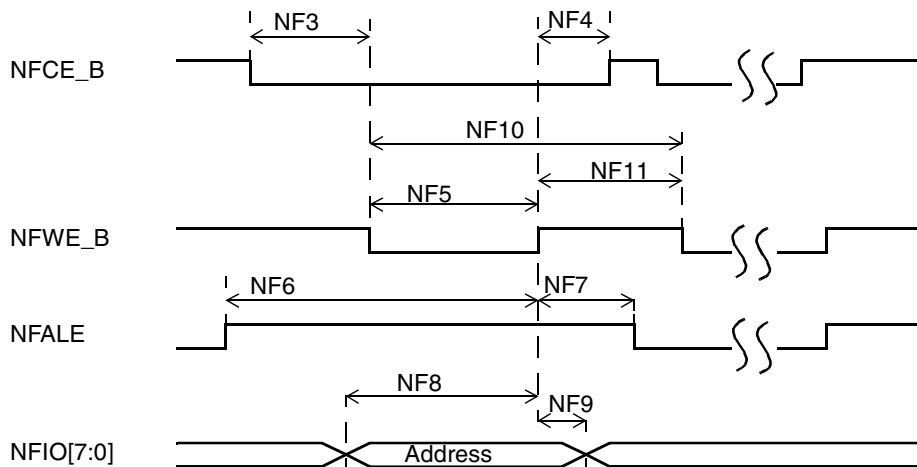 NF3
NF4
NFCE_B
NF10
NF11
NF5
NFWE_B
NF6
NF7
NFALE
NF8
NF9
NFIO[7:0]
Address